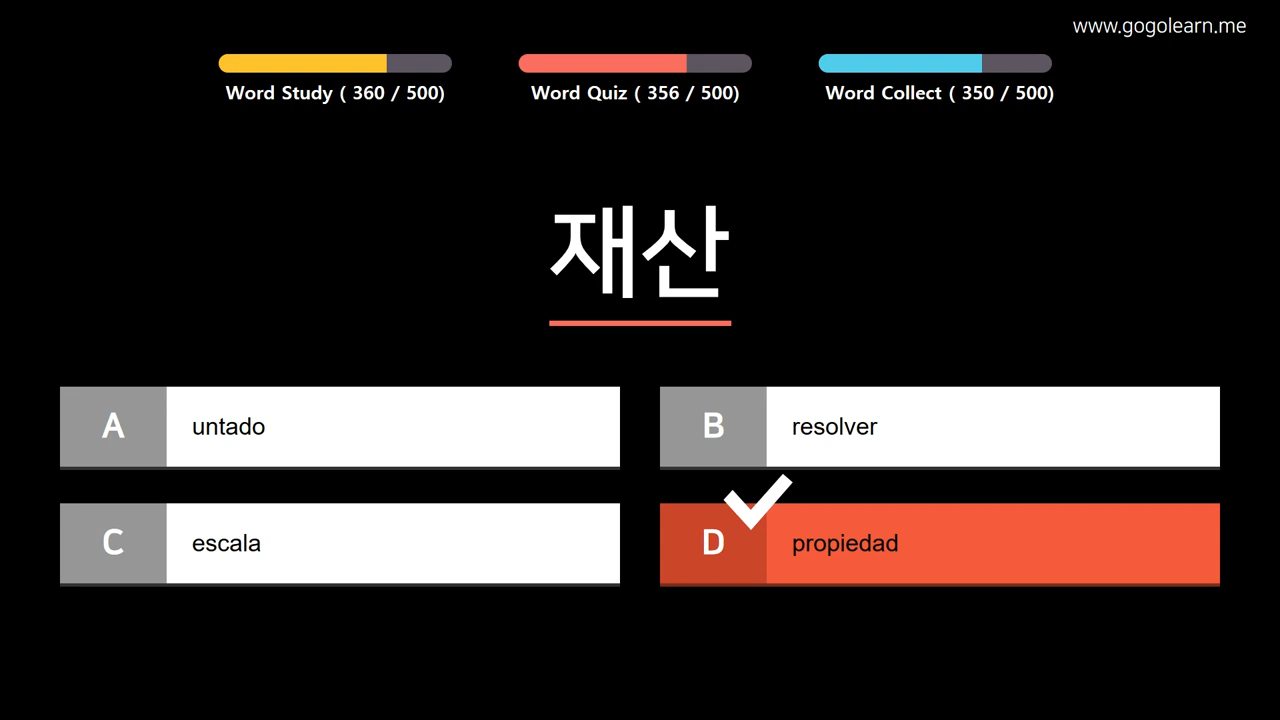 www.gogolearn.me
Word Study ( 360 / 500)
Word Quiz ( 356 / 500)
Word Collect ( 350 / 500)
재산
A untado
B resolver
C escala
D propiedad